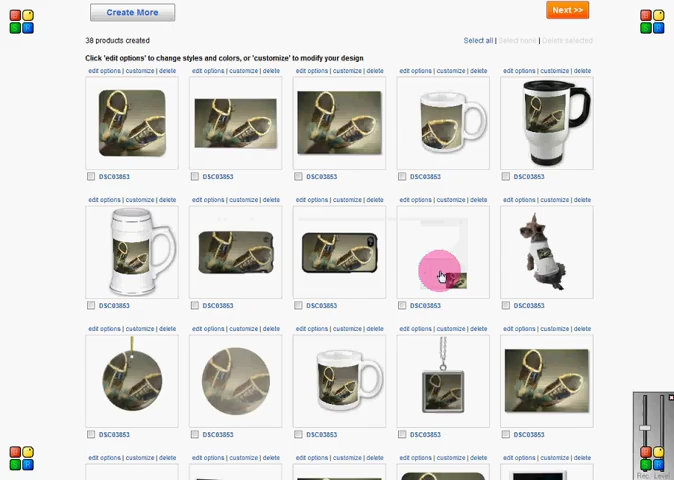 Create More
Next >>
38 products created
Select all | Select none | Delete selected
Click 'edit options' to change styles and colors, or 'customize' to modify your design
edit options | customize | delete edit options | customize | delete edit options | customize | delete edit options | customize | delete edit options | customize | delete
DSC03853 DSC03853 DSC03853 DSC03853 DSC03853
edit options | customize | delete edit options | customize | delete edit options | customize | delete edit options | customize | delete edit options | customize | delete
DSC03853 DSC03853 DSC03853 DSC03853 DSC03853
edit options | customize | delete edit options | customize | delete edit options | customize | delete edit options | customize | delete edit options | customize | delete
DSC03853 DSC03853 DSC03853 DSC03853 DSC03853
edit options | customize | delete edit options | customize | delete edit options | customize | delete edit options | customize | delete edit options | customize | delete
Rec. Level